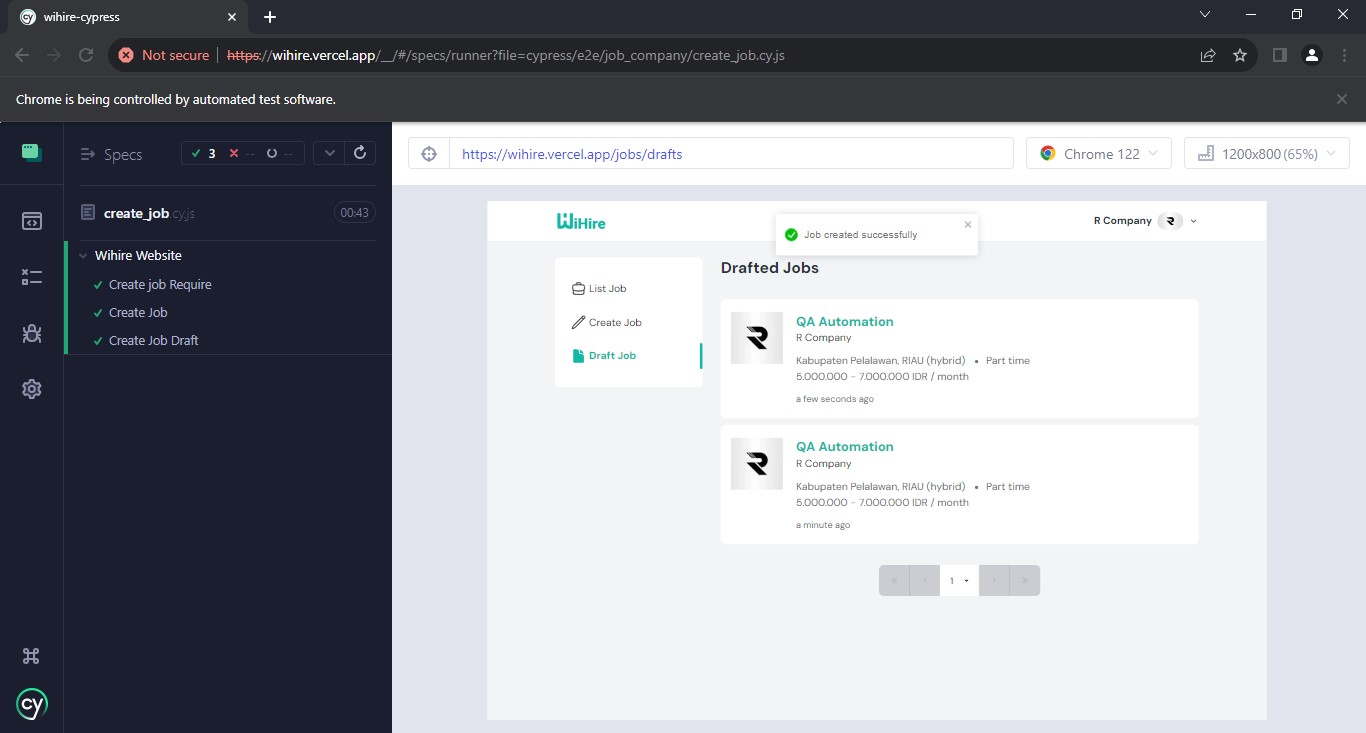 wihire-cypress
Not secure https://wihire.vercel.app/__/#/specs/runner?file=cypress/e2e/job_company/create_job.cy.js
Chrome is being controlled by automated test software.
Specs
3 -- --
create_job.cy.js 00:43
Wihire Website
Create job Require
Create Job
Create Job Draft
cy
https://wihire.vercel.app/jobs/drafts
Chrome 122
1200x800 (65%)
WiHire
Job created successfully
R Company
List Job
Create Job
Draft Job
Drafted Jobs
QA Automation
R Company
Kabupaten Pelalawan, RIAU (hybrid) • Part time
5.000.000 - 7.000.000 IDR / month
a few seconds ago
QA Automation
R Company
Kabupaten Pelalawan, RIAU (hybrid) • Part time
5.000.000 - 7.000.000 IDR / month
a minute ago
« ‹ 1 › »